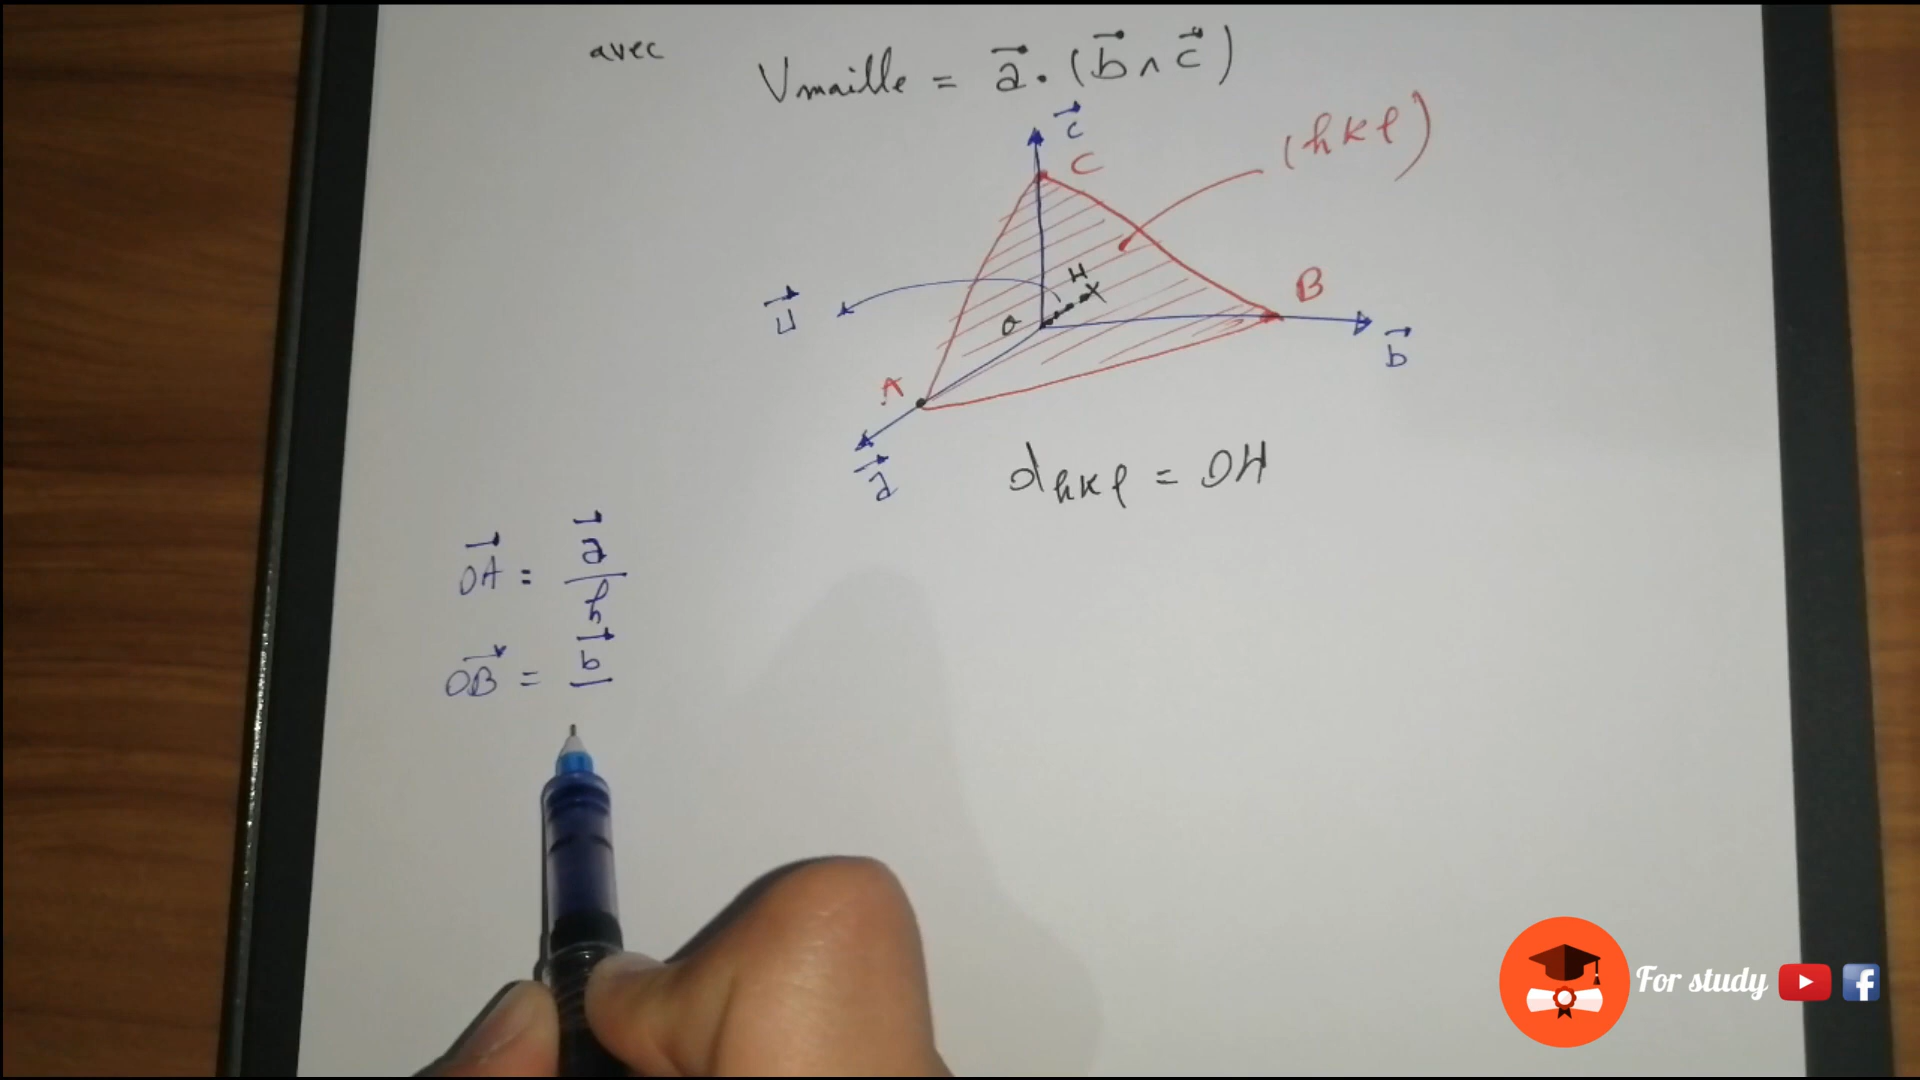 avec
Vmaille = a⃗ · (b⃗ ∧ c⃗)
c⃗
C
(hkl)
H
B
u⃗
O
b⃗
A
a⃗
dhkl = OH
OA⃗ = a⃗/h
OB⃗ = b⃗/
For study